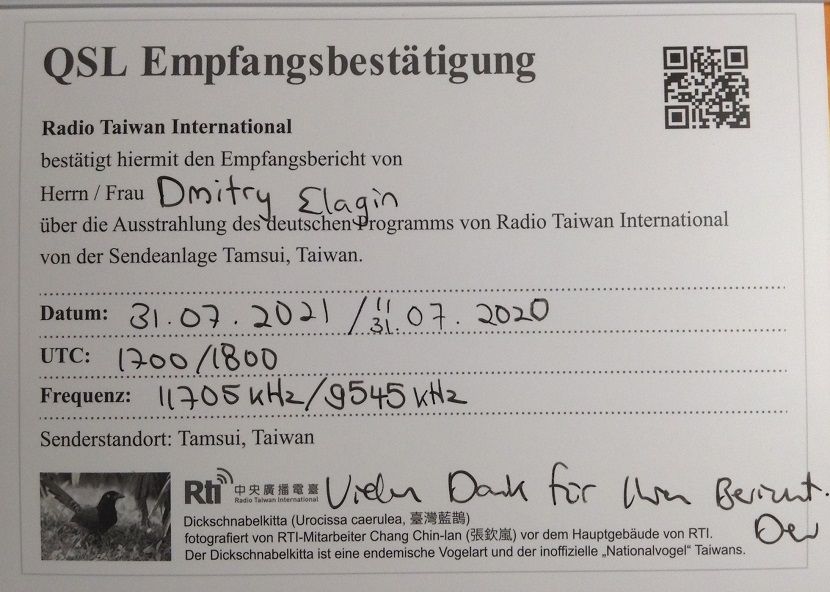 QSL Empfangsbestätigung
Radio Taiwan International
bestätigt hiermit den Empfangsbericht von
Herrn / Frau Dmitry Elagin
über die Ausstrahlung des deutschen Programms von Radio Taiwan International
von der Sendeanlage Tamsui, Taiwan.
Datum: 31.07.2021 / 11 31.07.2020
UTC: 1700/1800
Frequenz: 11705 kHz/9545 kHz
Senderstandort: Tamsui, Taiwan
Rti 中央廣播電臺 Vielen Dank für Ihren Bericht.
Radio Taiwan International
Dickschnabelkitta (Urocissa caerulea, 臺灣藍鵲)
fotografiert von RTI-Mitarbeiter Chang Chin-lan (張欽嵐) vor dem Hauptgebäude von RTI.
Der Dickschnabelkitta ist eine endemische Vogelart und der inoffizielle „Nationalvogel“ Taiwans.